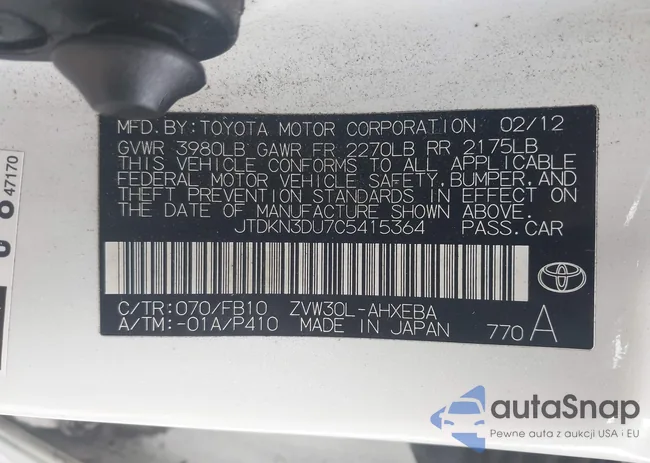 MFD.BY:TOYOTA MOTOR CORPORATION 02/12
GVWR 3980LB GAWR FR 2270LB RR 2175LB
THIS VEHICLE CONFORMS TO ALL APPLICABLE
FEDERAL MOTOR VEHICLE SAFETY, BUMPER, AND
THEFT PREVENTION STANDARDS IN EFFECT ON
THE DATE OF MANUFACTURE SHOWN ABOVE.
JTDKN3DU7C5415364 PASS.CAR
C/TR:070/FB10 ZVW30L-AHXEBA
A/TM:-01A/P410 MADE IN JAPAN 770 A
47170
autaSnap
Pewne auta z aukcji USA i EU